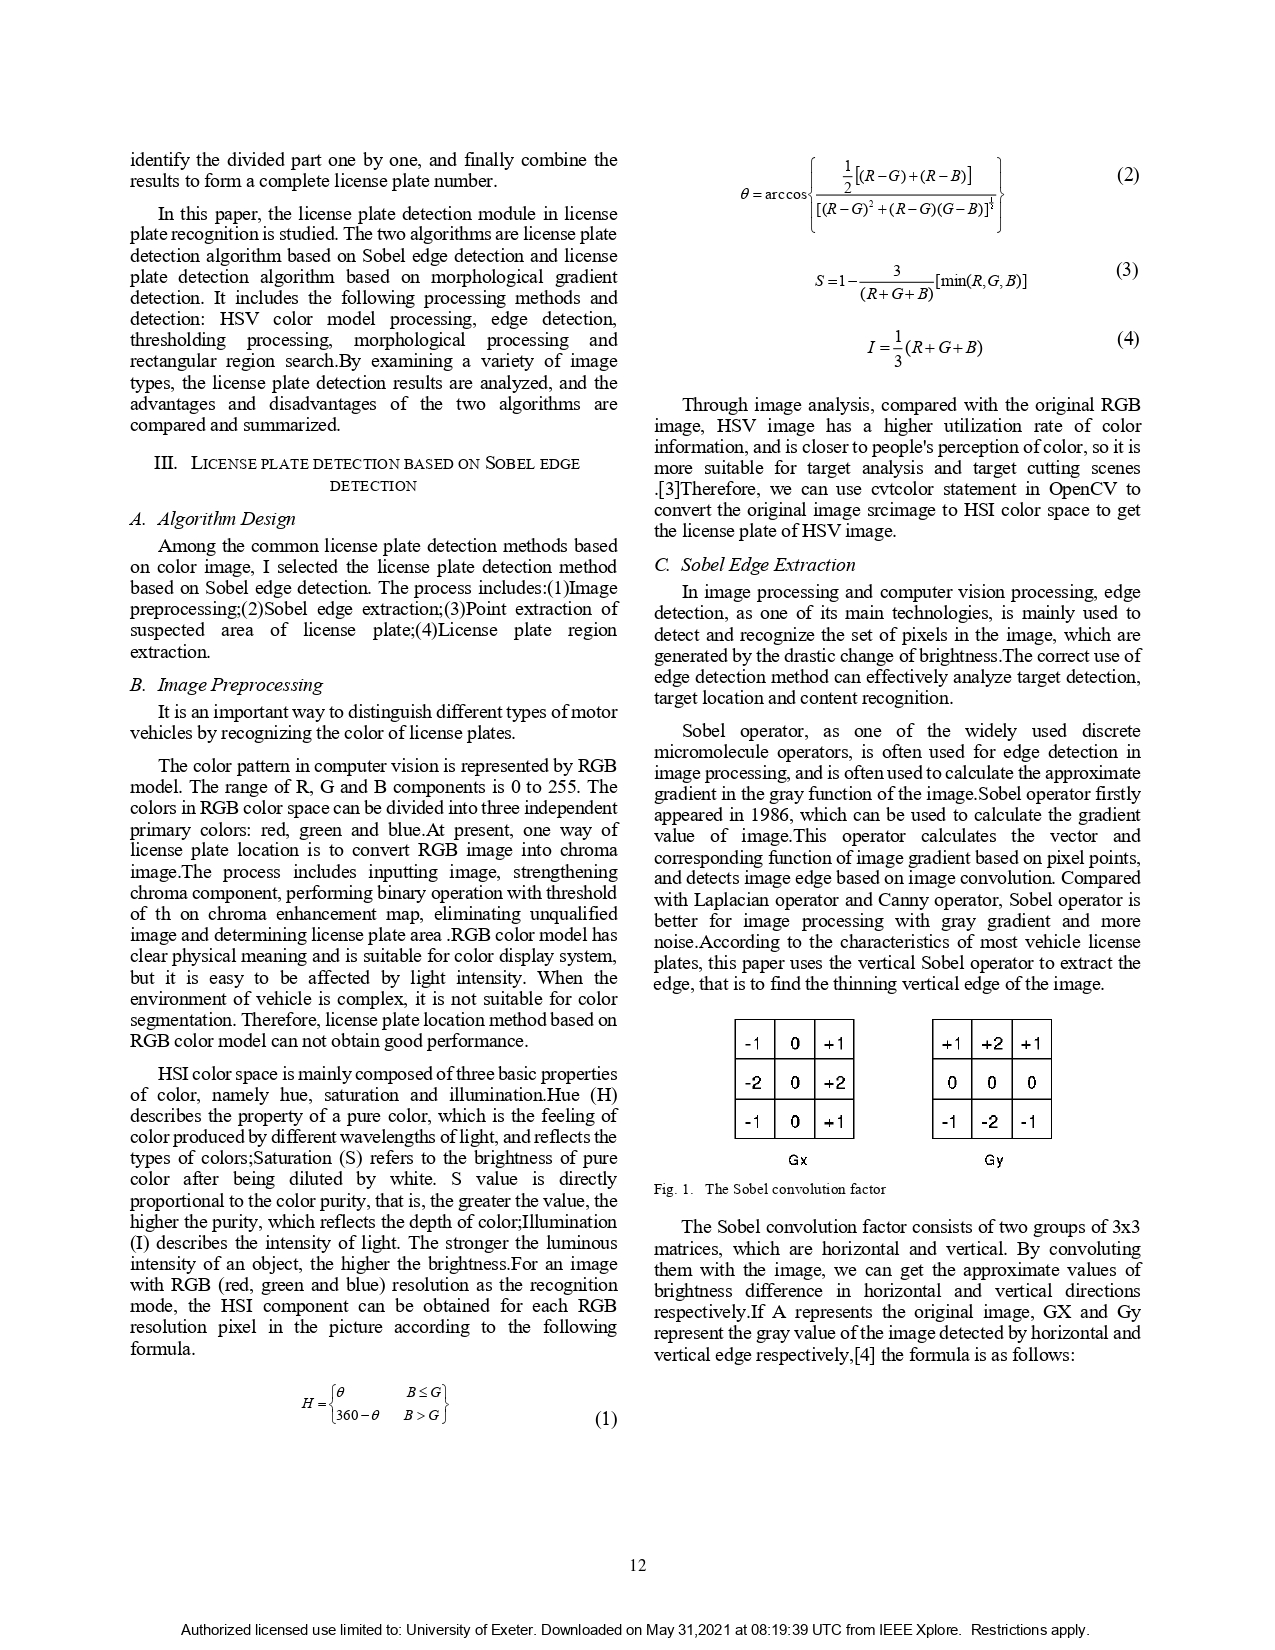 identify the divided part one by one, and finally combine the
results to form a complete license plate number.
In this paper, the license plate detection module in license
plate recognition is studied. The two algorithms are license plate
detection algorithm based on Sobel edge detection and license
plate detection algorithm based on morphological gradient
detection. It includes the following processing methods and
detection: HSV color model processing, edge detection,
thresholding processing, morphological processing and
rectangular region search.By examining a variety of image
types, the license plate detection results are analyzed, and the
advantages and disadvantages of the two algorithms are
compared and summarized.
III. LICENSE PLATE DETECTION BASED ON SOBEL EDGE
DETECTION
A. Algorithm Design
Among the common license plate detection methods based
on color image, I selected the license plate detection method
based on Sobel edge detection. The process includes:(1)Image
preprocessing;(2)Sobel edge extraction;(3)Point extraction of
suspected area of license plate;(4)License plate region
extraction.
B. Image Preprocessing
It is an important way to distinguish different types of motor
vehicles by recognizing the color of license plates.
The color pattern in computer vision is represented by RGB
model. The range of R, G and B components is 0 to 255. The
colors in RGB color space can be divided into three independent
primary colors: red, green and blue.At present, one way of
license plate location is to convert RGB image into chroma
image.The process includes inputting image, strengthening
chroma component, performing binary operation with threshold
of th on chroma enhancement map, eliminating unqualified
image and determining license plate area .RGB color model has
clear physical meaning and is suitable for color display system,
but it is easy to be affected by light intensity. When the
environment of vehicle is complex, it is not suitable for color
segmentation. Therefore, license plate location method based on
RGB color model can not obtain good performance.
HSI color space is mainly composed of three basic properties
of color, namely hue, saturation and illumination.Hue (H)
describes the property of a pure color, which is the feeling of
color produced by different wavelengths of light, and reflects the
types of colors;Saturation (S) refers to the brightness of pure
color after being diluted by white. S value is directly
proportional to the color purity, that is, the greater the value, the
higher the purity, which reflects the depth of color;Illumination
(I) describes the intensity of light. The stronger the luminous
intensity of an object, the higher the brightness.For an image
with RGB (red, green and blue) resolution as the recognition
mode, the HSI component can be obtained for each RGB
resolution pixel in the picture according to the following
formula.
H = {θ B ≤ G
360 − θ B > G} (1)
θ = arccos{ 1/2 [(R − G) + (R − B)] / [(R − G)² + (R − G)(G − B)]^½ } (2)
S = 1 − 3/(R + G + B) [min(R, G, B)] (3)
I = 1/3 (R + G + B) (4)
Through image analysis, compared with the original RGB
image, HSV image has a higher utilization rate of color
information, and is closer to people's perception of color, so it is
more suitable for target analysis and target cutting scenes
.[3]Therefore, we can use cvtcolor statement in OpenCV to
convert the original image srcimage to HSI color space to get
the license plate of HSV image.
C. Sobel Edge Extraction
In image processing and computer vision processing, edge
detection, as one of its main technologies, is mainly used to
detect and recognize the set of pixels in the image, which are
generated by the drastic change of brightness.The correct use of
edge detection method can effectively analyze target detection,
target location and content recognition.
Sobel operator, as one of the widely used discrete
micromolecule operators, is often used for edge detection in
image processing, and is often used to calculate the approximate
gradient in the gray function of the image.Sobel operator firstly
appeared in 1986, which can be used to calculate the gradient
value of image.This operator calculates the vector and
corresponding function of image gradient based on pixel points,
and detects image edge based on image convolution. Compared
with Laplacian operator and Canny operator, Sobel operator is
better for image processing with gray gradient and more
noise.According to the characteristics of most vehicle license
plates, this paper uses the vertical Sobel operator to extract the
edge, that is to find the thinning vertical edge of the image.
-1 0 +1
-2 0 +2
-1 0 +1
Gx
+1 +2 +1
0 0 0
-1 -2 -1
Gy
Fig. 1. The Sobel convolution factor
The Sobel convolution factor consists of two groups of 3x3
matrices, which are horizontal and vertical. By convoluting
them with the image, we can get the approximate values of
brightness difference in horizontal and vertical directions
respectively.If A represents the original image, GX and Gy
represent the gray value of the image detected by horizontal and
vertical edge respectively,[4] the formula is as follows:
12
Authorized licensed use limited to: University of Exeter. Downloaded on May 31,2021 at 08:19:39 UTC from IEEE Xplore. Restrictions apply.